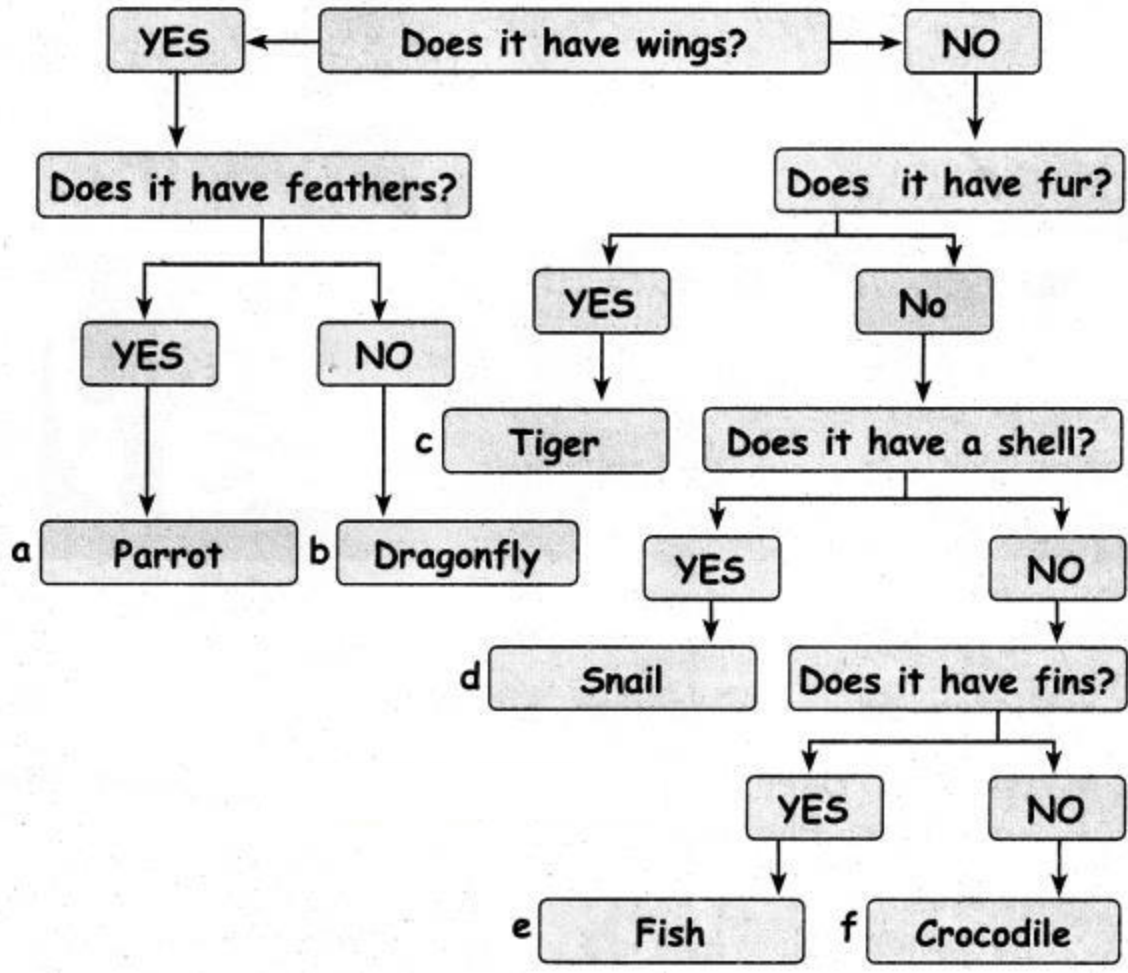 YES
Does it have wings?
NO
Does it have feathers?
Does it have fur?
YES
No
YES
NO
c
Tiger
Does it have a shell?
a
Parrot
b
Dragonfly
YES
NO
d
Snail
Does it have fins?
YES
NO
e
Fish
f
Crocodile